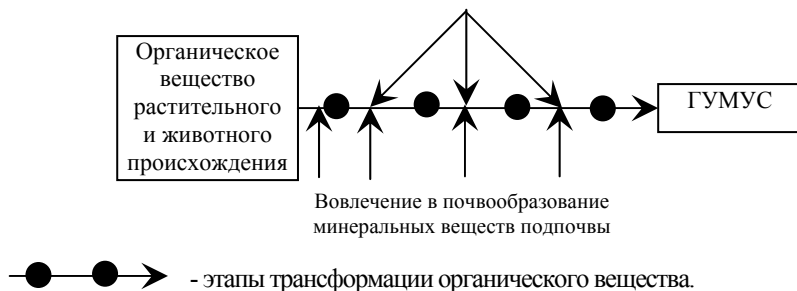 Органическое
вещество
растительного
и животного
происхождения
ГУМУС
Вовлечение в почвообразование
минеральных веществ подпочвы
- этапы трансформации органического вещества.